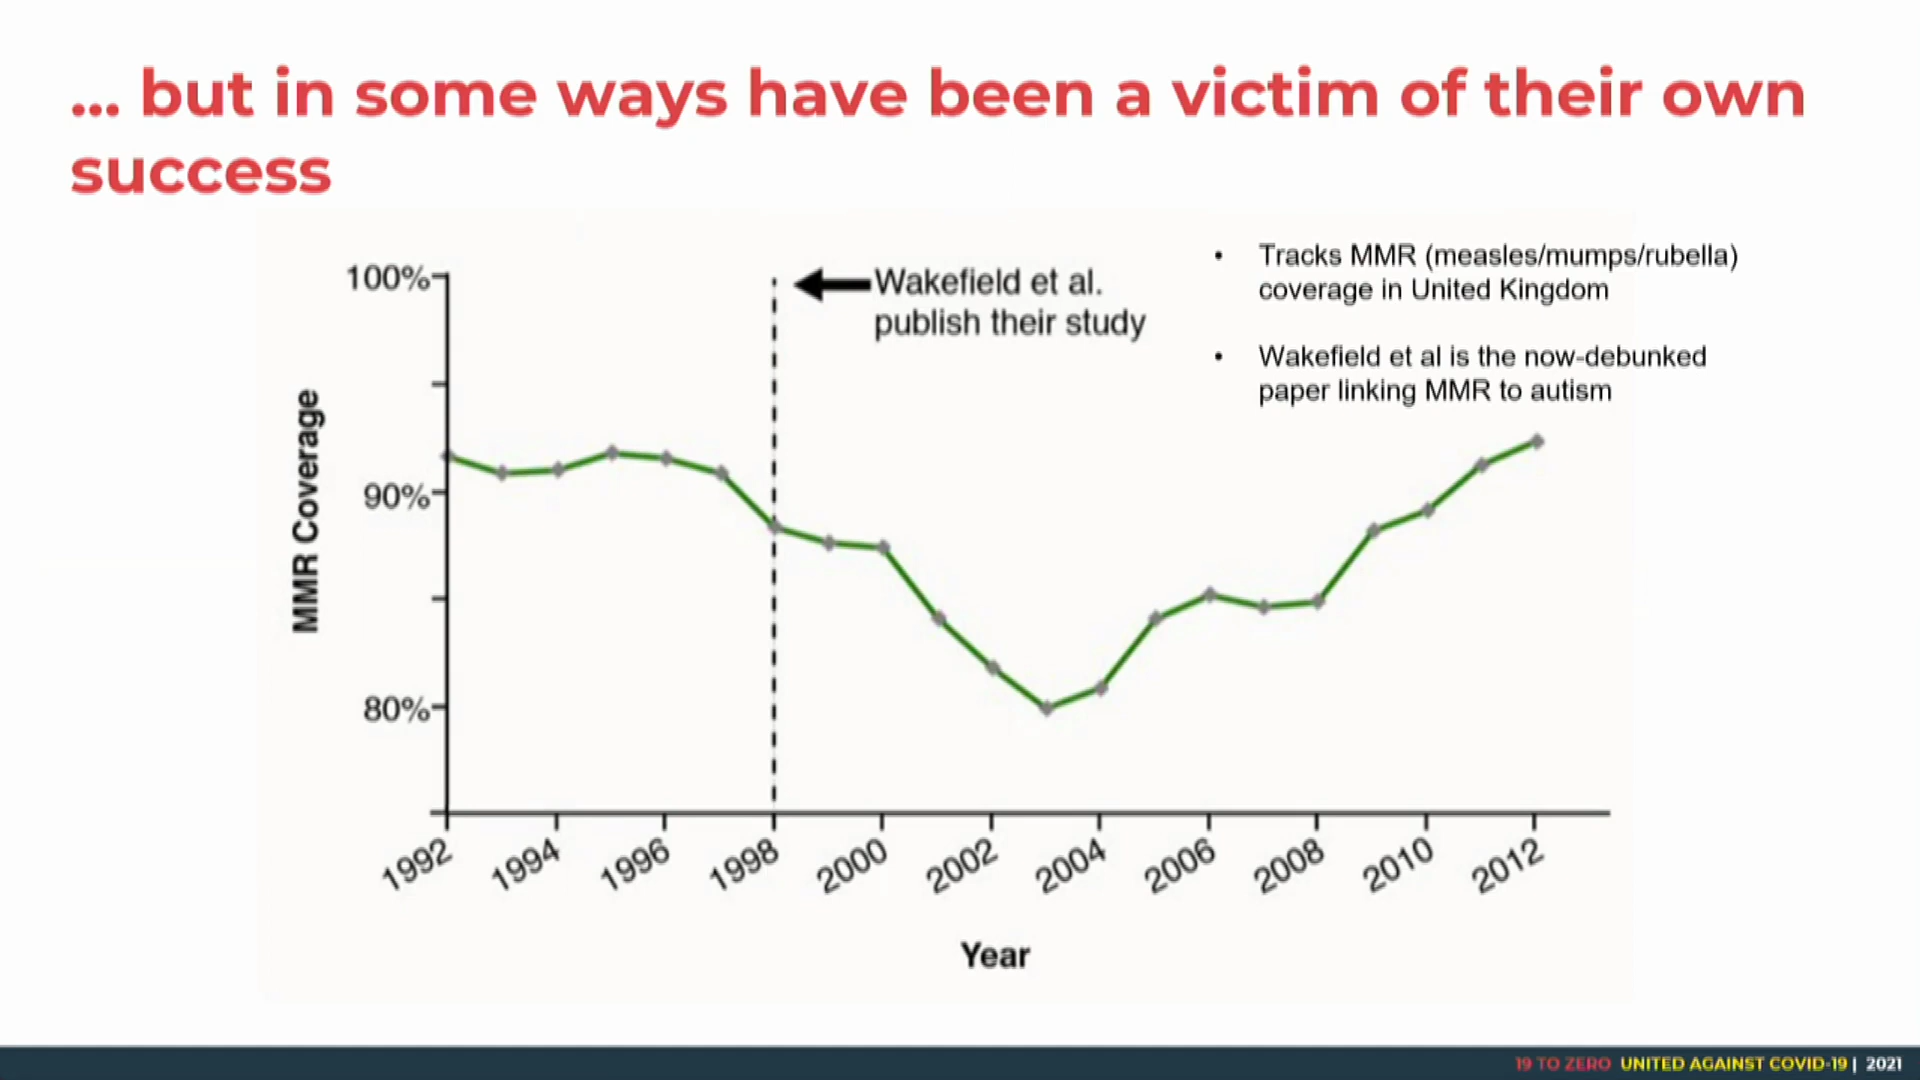 ... but in some ways have been a victim of their own
success
100%
90%
80%
MMR Coverage
Wakefield et al.
publish their study
• Tracks MMR (measles/mumps/rubella)
coverage in United Kingdom
• Wakefield et al is the now-debunked
paper linking MMR to autism
1992 1994 1996 1998 2000 2002 2004 2006 2008 2010 2012
Year
19 TO ZERO UNITED AGAINST COVID-19 | 2021